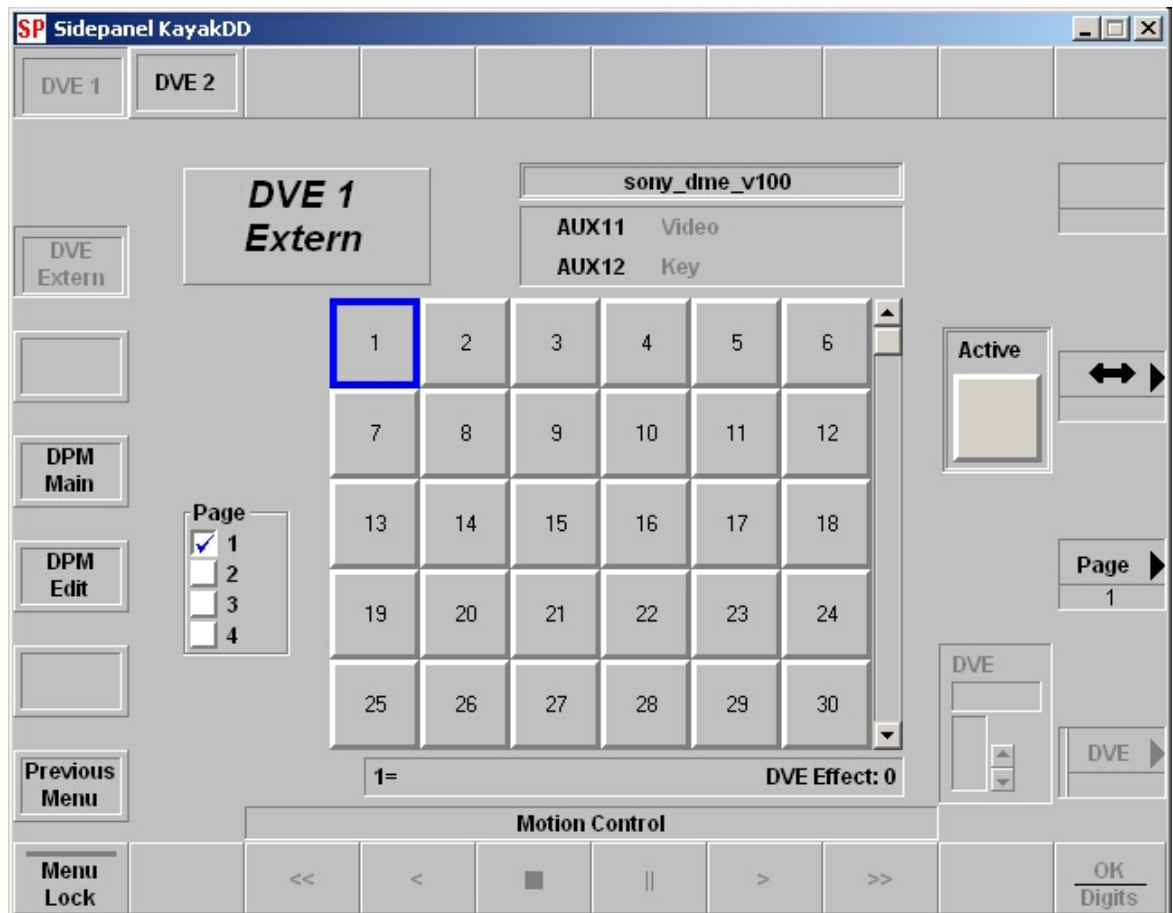 SP Sidepanel KayakDD
DVE 1
DVE 2
DVE 1
Extern
sony_dme_v100
AUX11 Video
AUX12 Key
DVE
Extern
1 2 3 4 5 6
Active
7 8 9 10 11 12
DPM
Main
Page
1
2
3
4
13 14 15 16 17 18
DPM
Edit
Page
1
19 20 21 22 23 24
25 26 27 28 29 30
DVE
DVE
Previous
Menu
1=
DVE Effect: 0
Motion Control
Menu
Lock
<< < ■ || > >>
OK
Digits